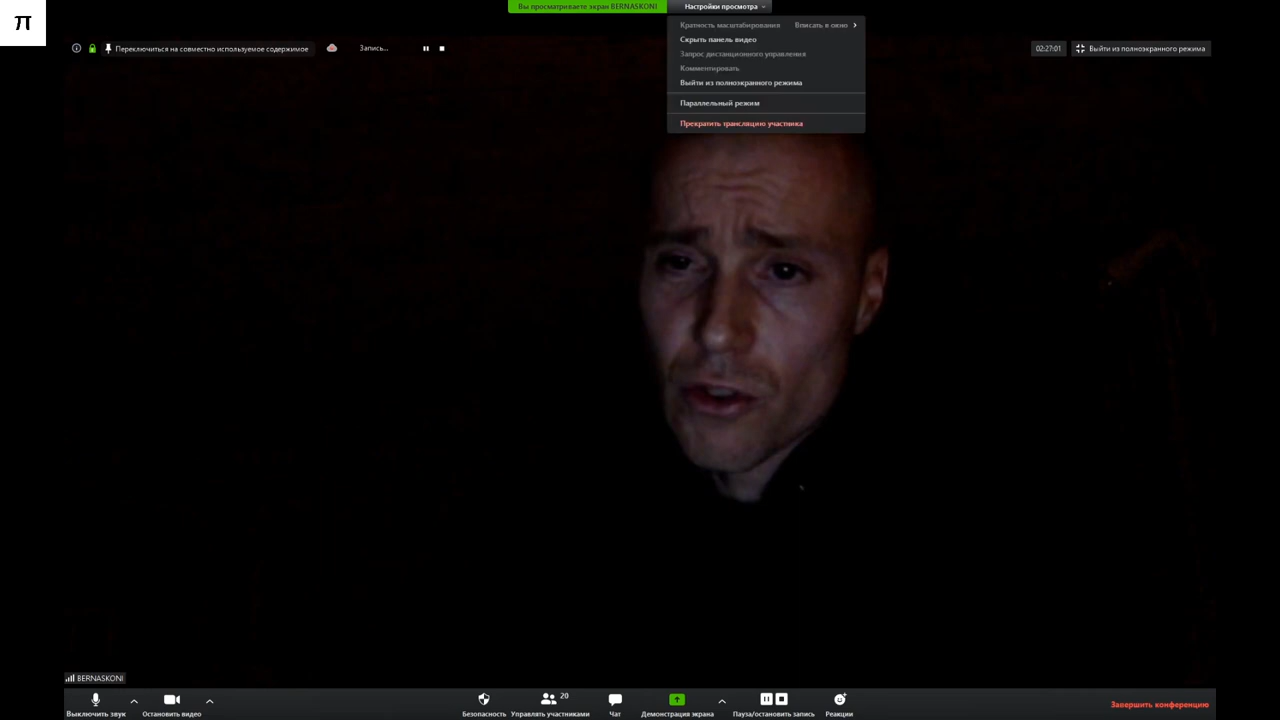 π
Вы просматриваете экран BERNASKONI
Настройки просмотра
Кратность масштабирования Вписать в окно
Скрыть панель видео
Запрос дистанционного управления
Комментировать
Выйти из полноэкранного режима
Параллельный режим
Прекратить трансляцию участника
Переключиться на совместно используемое содержимое
Запись...
02:27:01
Выйти из полноэкранного режима
BERNASKONI
Выключить звук
Остановить видео
Безопасность
Управлять участниками
20
Чат
Демонстрация экрана
Пауза/остановить запись
Реакции
Завершить конференцию